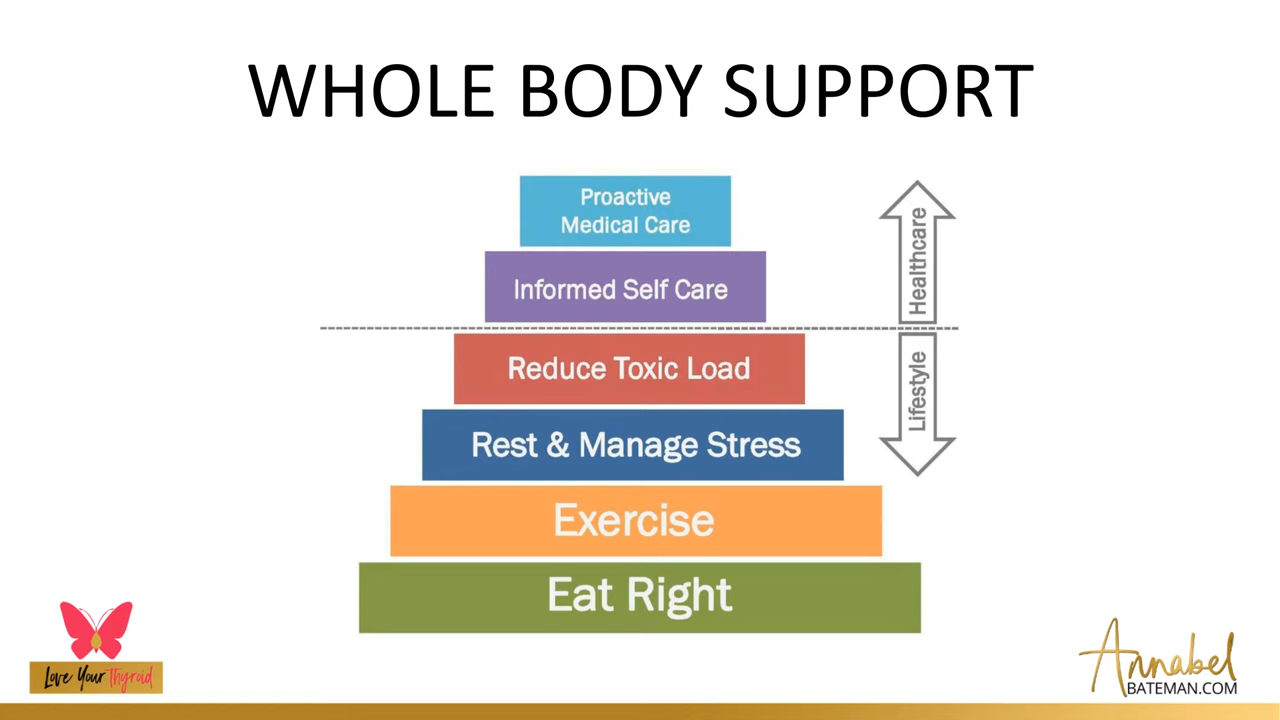 WHOLE BODY SUPPORT
Proactive
Medical Care
Informed Self Care
Healthcare
Reduce Toxic Load
Lifestyle
Rest & Manage Stress
Exercise
Eat Right
Love Your Thyroid
Annabel
BATEMAN.COM